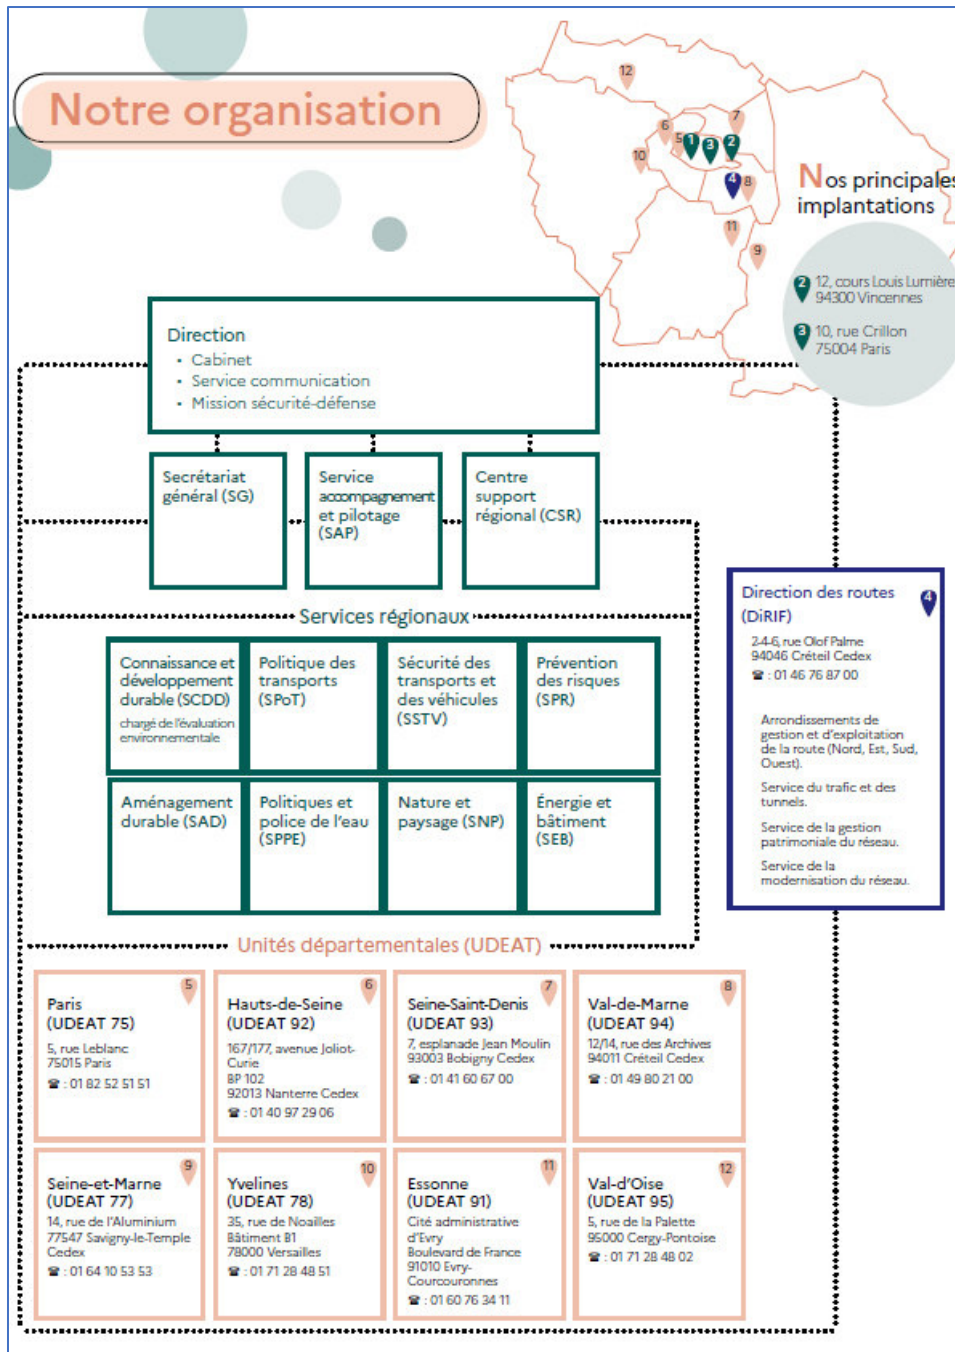 Notre organisation
12
7
6
5
1
3
2
10
4
8
11
9
Nos principales
implantations
2
12, cours Louis Lumière
94300 Vincennes
3
10, rue Crillon
75004 Paris
Direction
• Cabinet
• Service communication
• Mission sécurité-défense
Secrétariat
général (SG)
Service
accompagnement
et pilotage
(SAP)
Centre
support
régional (CSR)
Services régionaux
Connaissance et
développement
durable (SCDD)
chargé de l'évaluation
environnementale
Politique des
transports
(SPoT)
Sécurité des
transports et
des véhicules
(SSTV)
Prévention
des risques
(SPR)
Aménagement
durable (SAD)
Politiques et
police de l'eau
(SPPE)
Nature et
paysage (SNP)
Énergie et
bâtiment
(SEB)
Direction des routes
(DiRIF)
4
2-4-6, rue Olof Palme
94046 Créteil Cedex
☎ : 01 46 76 87 00
Arrondissements de
gestion et d'exploitation
de la route (Nord, Est, Sud,
Ouest).
Service du trafic et des
tunnels.
Service de la gestion
patrimoniale du réseau.
Service de la
modernisation du réseau.
Unités départementales (UDEAT)
5
Paris
(UDEAT 75)
5, rue Leblanc
75015 Paris
☎ : 01 82 52 51 51
6
Hauts-de-Seine
(UDEAT 92)
167/177, avenue Joliot-
Curie
BP 102
92013 Nanterre Cedex
☎ : 01 40 97 29 06
7
Seine-Saint-Denis
(UDEAT 93)
7, esplanade Jean Moulin
93003 Bobigny Cedex
☎ : 01 41 60 67 00
8
Val-de-Marne
(UDEAT 94)
12/14, rue des Archives
94011 Créteil Cedex
☎ : 01 49 80 21 00
9
Seine-et-Marne
(UDEAT 77)
14, rue de l'Aluminium
77547 Savigny-le-Temple
Cedex
☎ : 01 64 10 53 53
10
Yvelines
(UDEAT 78)
35, rue de Noailles
Bâtiment B1
78000 Versailles
☎ : 01 71 28 48 51
11
Essonne
(UDEAT 91)
Cité administrative
d'Evry
Boulevard de France
91010 Evry-
Courcouronnes
☎ : 01 60 76 34 11
12
Val-d'Oise
(UDEAT 95)
5, rue de la Palette
95000 Cergy-Pontoise
☎ : 01 71 28 48 02